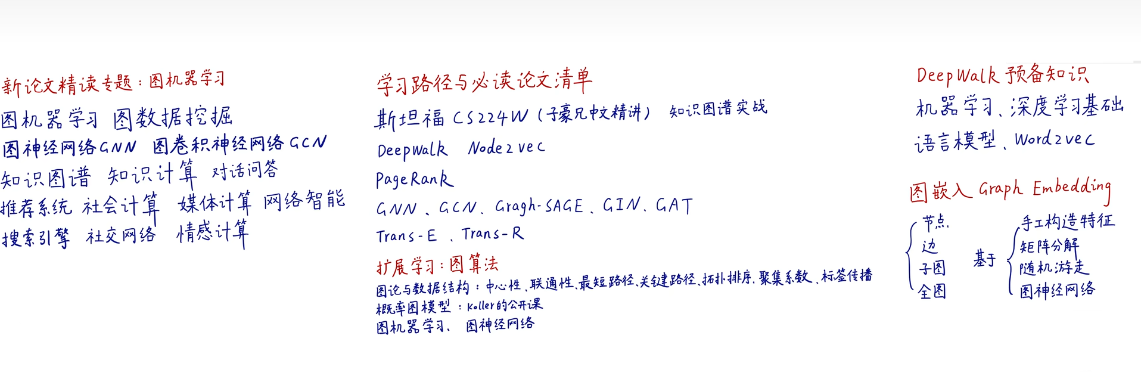 新论文精读专题：图机器学习
图机器学习 图数据挖掘
图神经网络GNN 图卷积神经网络GCN
知识图谱 知识计算 对话问答
推荐系统 社会计算 媒体计算 网络智能
搜索引擎 社交网络 情感计算
学习路径与必读论文清单
斯坦福 CS224W（子豪兄中文精讲） 知识图谱实战
Deepwalk Node2vec
PageRank
GNN、GCN、Gragh-SAGE、GIN、GAT
Trans-E、Trans-R
扩展学习：图算法
图论与数据结构：中心性、联通性、最短路径、关键路径、拓扑排序、聚集系数、标签传播
概率图模型：Koller的公开课
图机器学习、图神经网络
DeepWalk 预备知识
机器学习、深度学习基础
语言模型、Word2vec
图嵌入 Graph Embedding
节点
边
子图
全图
基于
手工构造特征
矩阵分解
随机游走
图神经网络